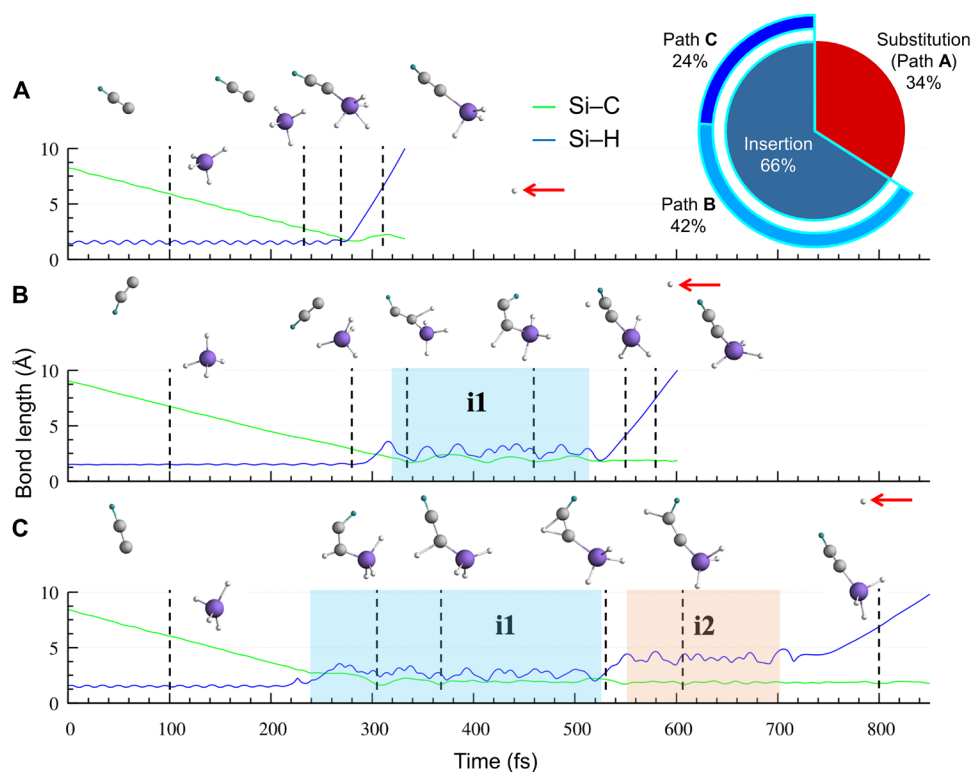 A
Si–C
Si–H
Path C
24%
Substitution
(Path A)
34%
Insertion
66%
Path B
42%
10
5
0
B
i1
10
5
0
Bond length (Å)
C
i1
i2
10
5
0
0
100
200
300
400
500
600
700
800
Time (fs)